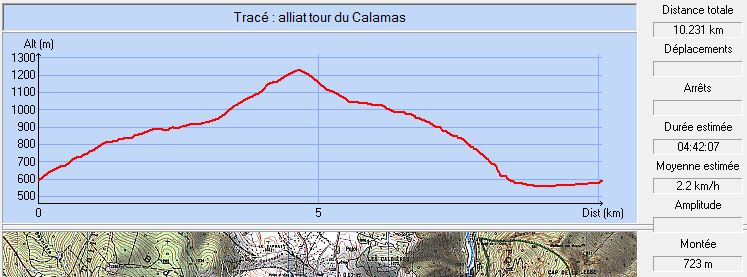 Tracé : alliat tour du Calamas
Alt (m)
1300
1200
1100
1000
900
800
700
600
500
0
5
Dist (km)
Distance totale
10.231 km
Déplacements
Arrêts
Durée estimée
04:42:07
Moyenne estimée
2.2 km/h
Amplitude
Montée
723 m